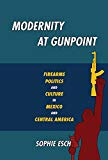 MODERNITY
AT GUNPOINT
FIREARMS
POLITICS
AND
CULTURE
IN
MEXICO
AND
CENTRAL AMERICA
SOPHIE ESCH